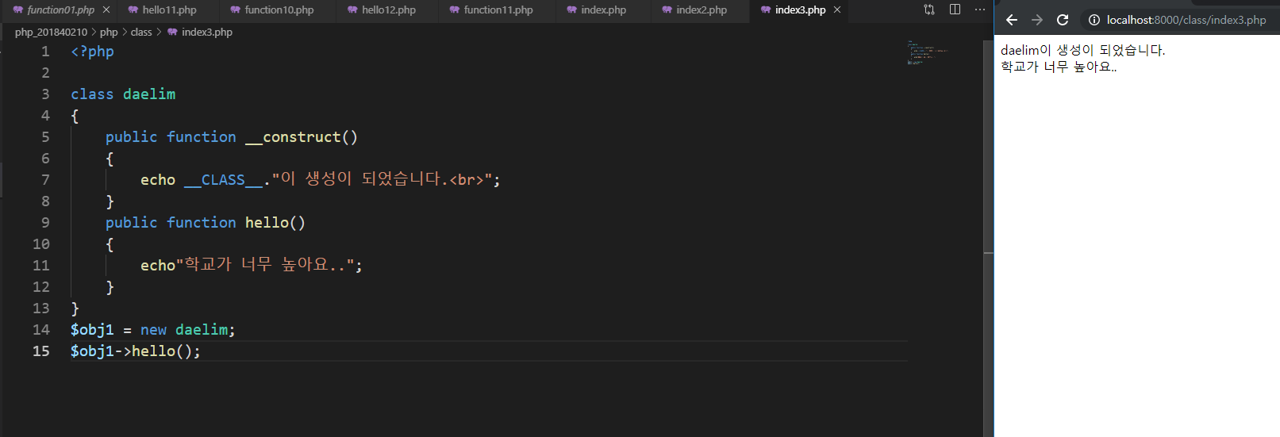 function01.php hello11.php function10.php hello12.php function11.php index.php index2.php index3.php
php_201840210 > php > class > index3.php
1 <?php
2
3 class daelim
4 {
5     public function __construct()
6     {
7         echo __CLASS__."이 생성이 되었습니다.<br>";
8     }
9     public function hello()
10     {
11         echo"학교가 너무 높아요..";
12     }
13 }
14 $obj1 = new daelim;
15 $obj1->hello();
localhost:8000/class/index3.php
daelim이 생성이 되었습니다.
학교가 너무 높아요..